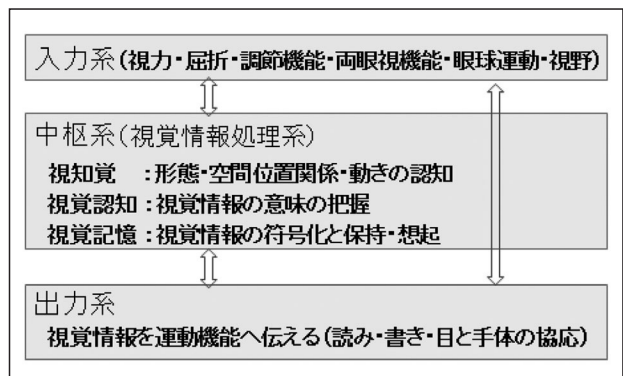 入力系(視力・屈折・調節機能・両眼視機能・眼球運動・視野)
中枢系(視覚情報処理系)
視知覚 :形態・空間位置関係・動きの認知
視覚認知:視覚情報の意味の把握
視覚記憶:視覚情報の符号化と保持・想起
出力系
視覚情報を運動機能へ伝える(読み・書き・目と手体の協応)